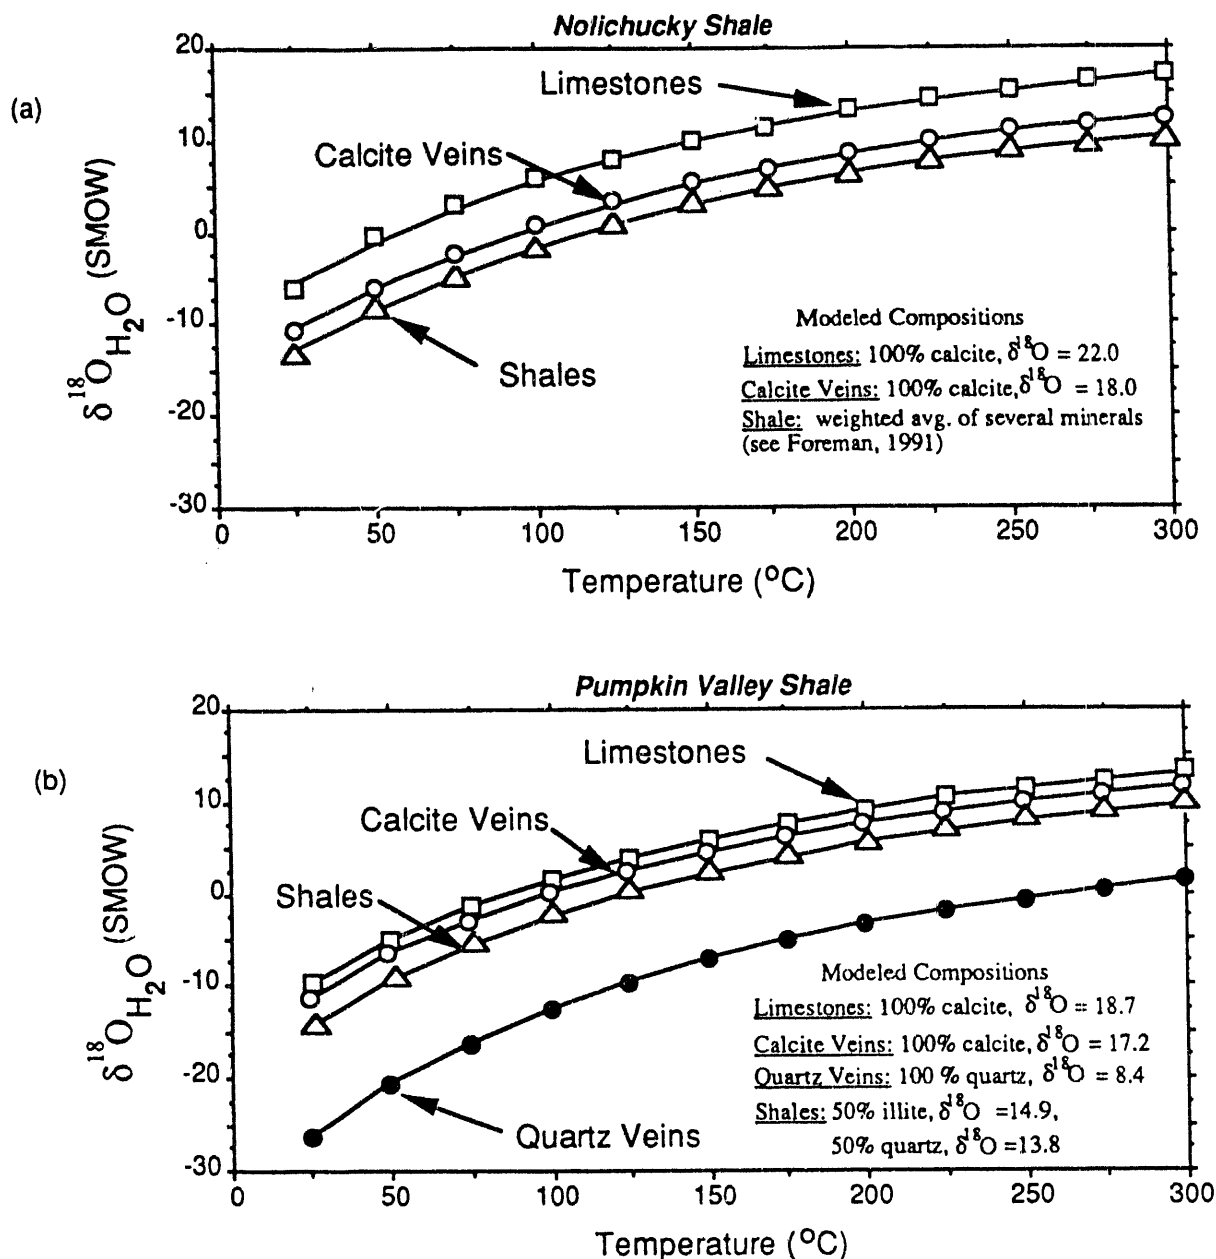 Nolichucky Shale
(a)
20
10
0
-10
-20
-30
δ18OH2O (SMOW)
Limestones
Calcite Veins
Shales
Modeled Compositions
Limestones: 100% calcite, δ18O = 22.0
Calcite Veins: 100% calcite, δ18O = 18.0
Shale: weighted avg. of several minerals
(see Foreman, 1991)
0 50 100 150 200 250 300
Temperature (OC)
Pumpkin Valley Shale
(b)
20
10
0
-10
-20
-30
δ18OH2O (SMOW)
Limestones
Calcite Veins
Shales
Quartz Veins
Modeled Compositions
Limestones: 100% calcite, δ18O = 18.7
Calcite Veins: 100% calcite, δ18O = 17.2
Quartz Veins: 100 % quartz, δ18O = 8.4
Shales: 50% illite, δ18O =14.9,
50% quartz, δ18O =13.8
0 50 100 150 200 250 300
Temperature (OC)